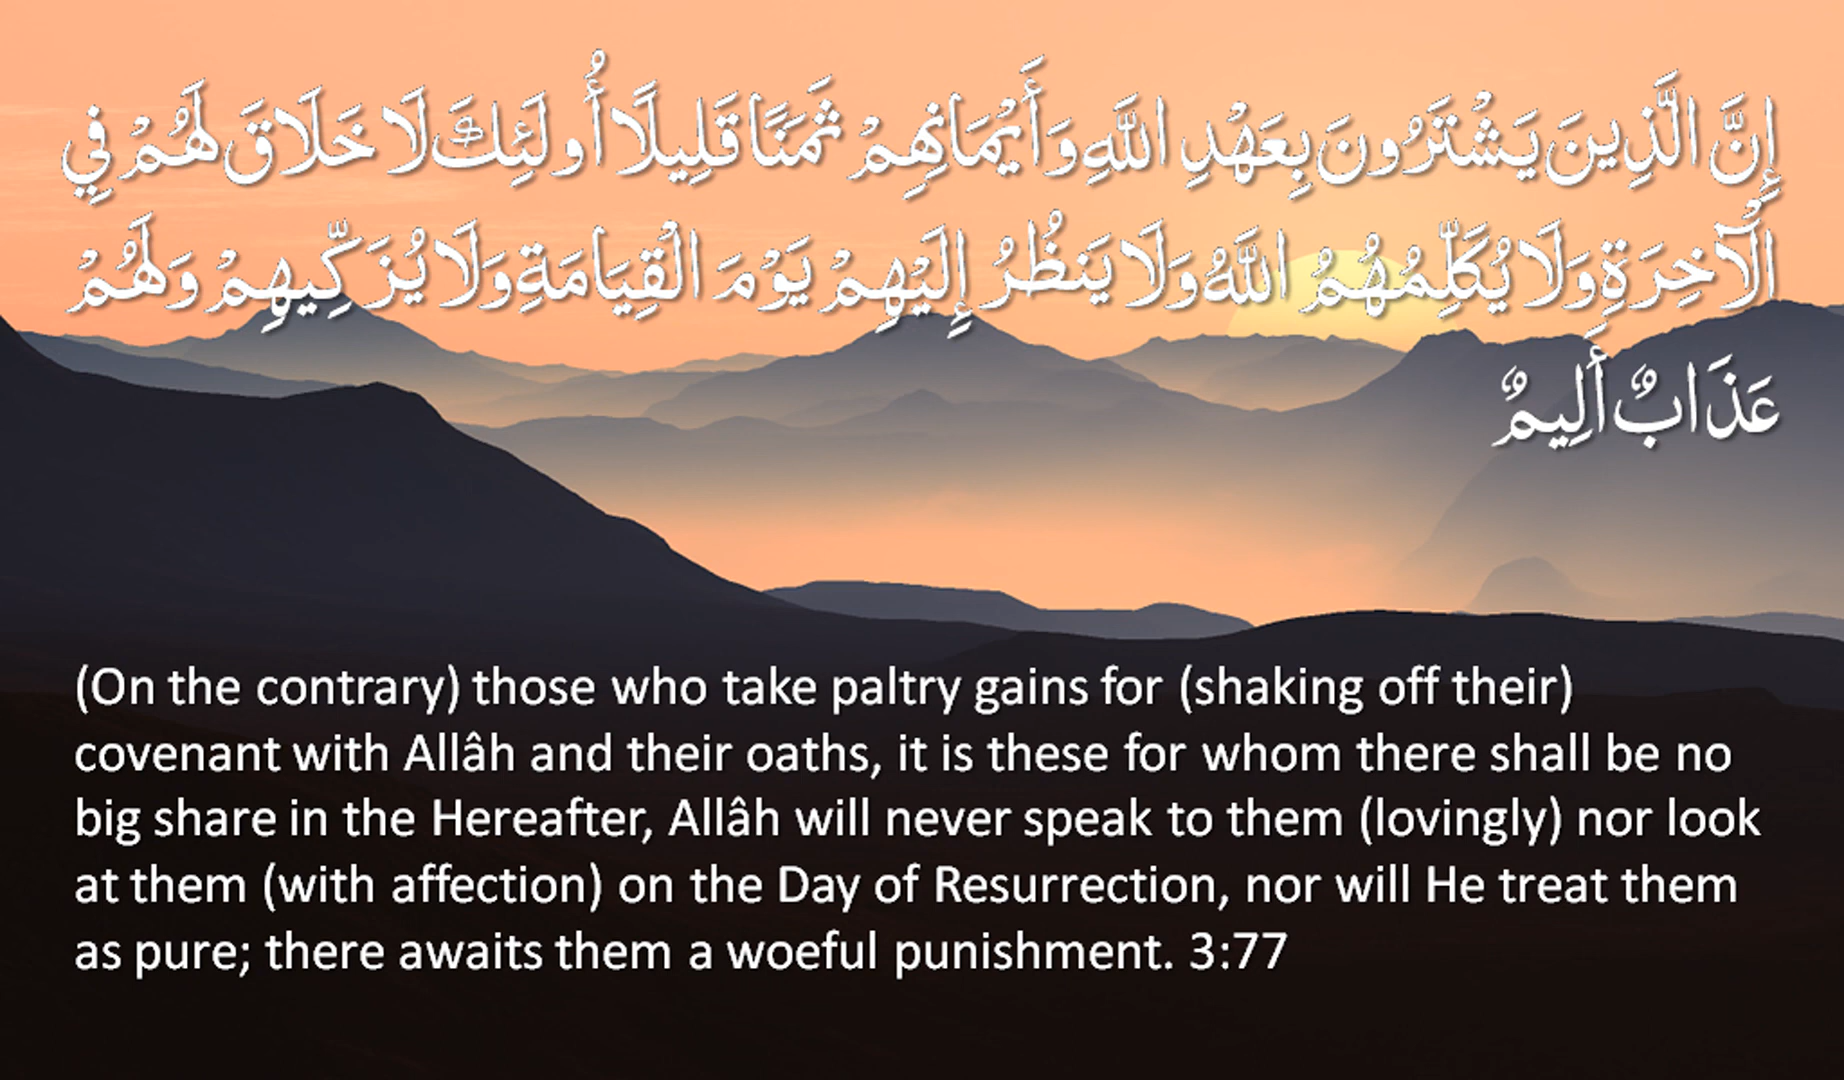 إِنَّ الَّذِينَ يَشْتَرُونَ بِعَهْدِ اللَّهِ وَأَيْمَانِهِمْ ثَمَنًا قَلِيلًا أُولَئِكَ لَا خَلَاقَ لَهُمْ فِي
الْآخِرَةِ وَلَا يُكَلِّمُهُمُ اللَّهُ وَلَا يَنظُرُ إِلَيْهِمْ يَوْمَ الْقِيَامَةِ وَلَا يُزَكِّيهِمْ وَلَهُمْ
عَذَابٌ أَلِيمٌ
(On the contrary) those who take paltry gains for (shaking off their)
covenant with Allâh and their oaths, it is these for whom there shall be no
big share in the Hereafter, Allâh will never speak to them (lovingly) nor look
at them (with affection) on the Day of Resurrection, nor will He treat them
as pure; there awaits them a woeful punishment. 3:77